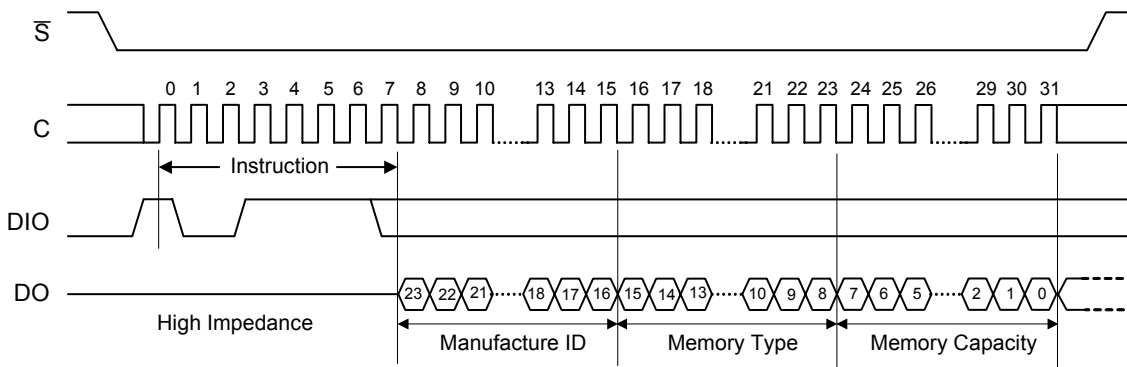 S̅
0 1 2 3 4 5 6 7 8 9 10 13 14 15 16 17 18 21 22 23 24 25 26 29 30 31
C
Instruction
DIO
DO
23 22 21 18 17 16 15 14 13 10 9 8 7 6 5 2 1 0
High Impedance
Manufacture ID
Memory Type
Memory Capacity